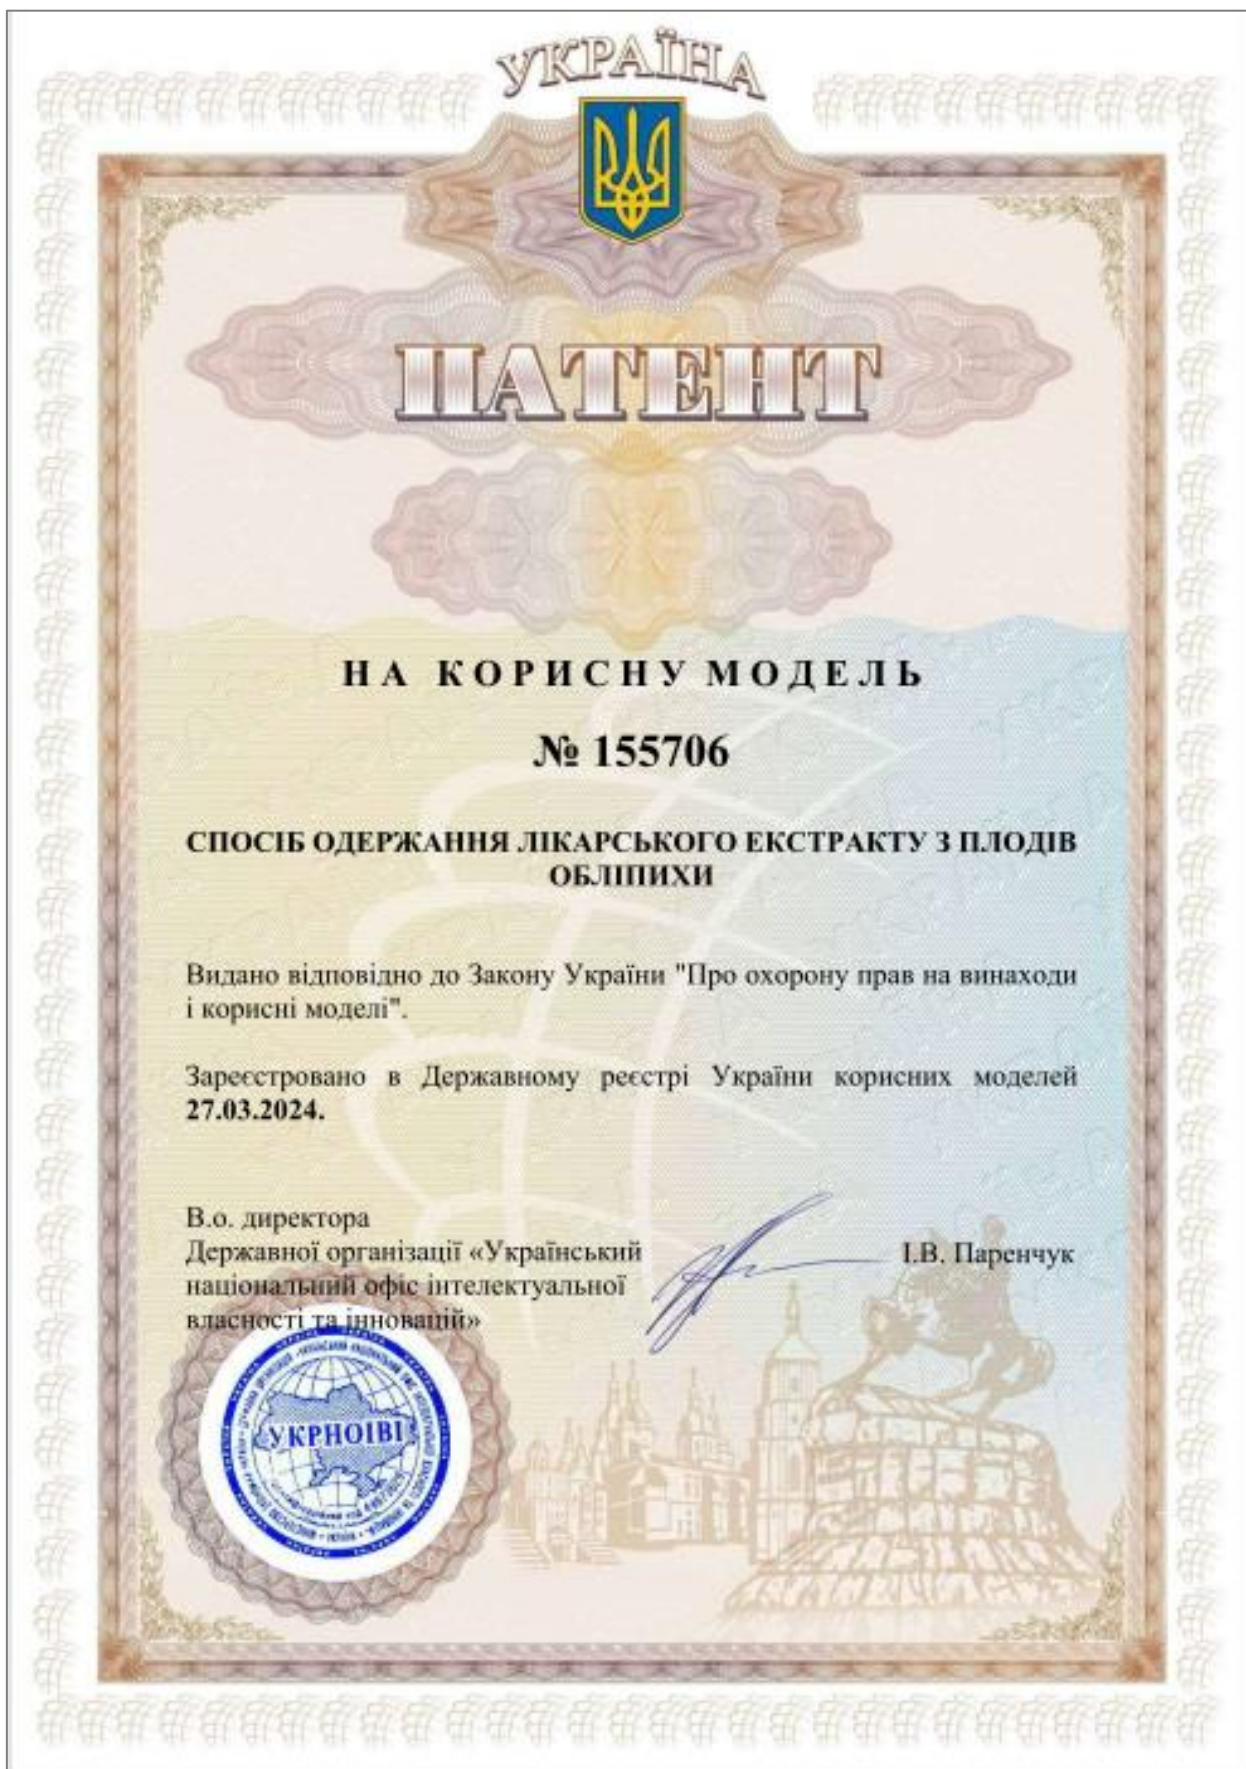 УКРАЇНА
ПАТЕНТ
НА КОРИСНУ МОДЕЛЬ
№ 155706
СПОСІБ ОДЕРЖАННЯ ЛІКАРСЬКОГО ЕКСТРАКТУ З ПЛОДІВ
ОБЛІПИХИ
Видано відповідно до Закону України "Про охорону прав на винаходи
і корисні моделі".
Зареєстровано в Державному реєстрі України корисних моделей
27.03.2024.
В.о. директора
Державної організації «Український
національний офіс інтелектуальної
власності та інновацій»
І.В. Паренчук
УКРНОІВІ